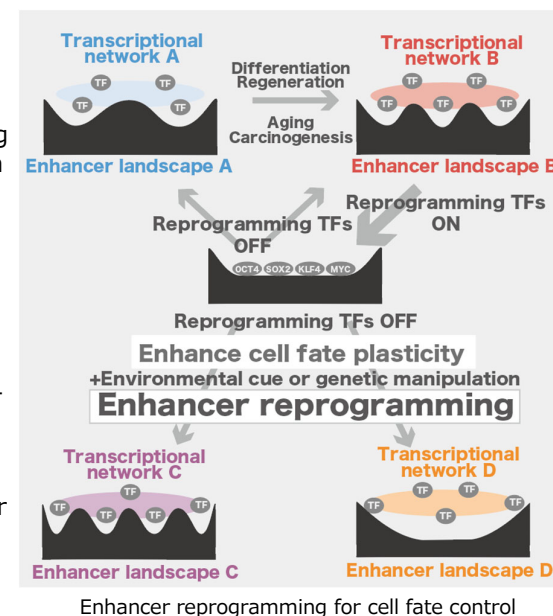 Transcriptional
network A
TF
TF
TF
TF
Enhancer landscape A
Differentiation
Regeneration
Aging
Carcinogenesis
Transcriptional
network B
TF
TF
TF
TF
TF
Enhancer landscape
Reprogramming TFs
OFF
Reprogramming TFs
ON
OCT4 SOX2 KLF4 MYC
Reprogramming TFs OFF
Enhance cell fate plasticity
+Environmental cue or genetic manipulation
Enhancer reprogramming
Transcriptional
network C
TF
TF
TF
TF
TF
Enhancer landscape C
Transcriptional
network D
TF
TF
TF
TF
TF
Enhancer landscape D
Enhancer reprogramming for cell fate control